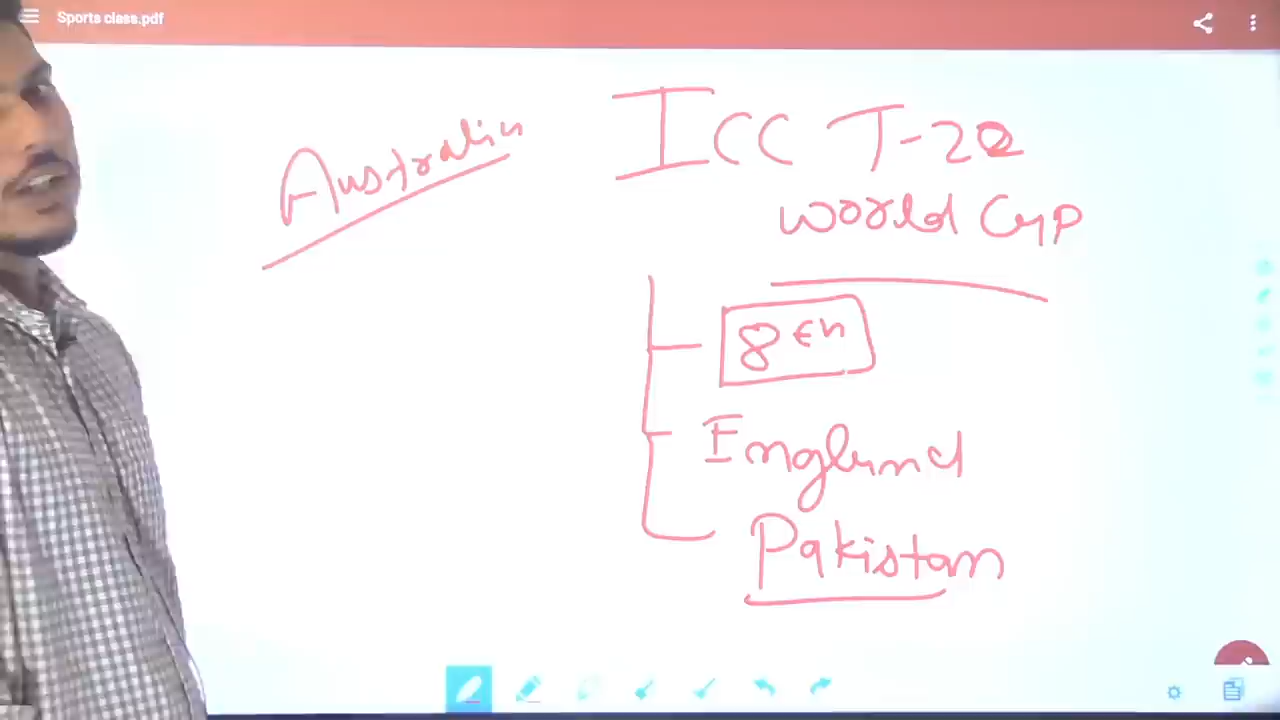 Sports class.pdf
Australia
ICC T-20
world Cup
8th
England
Pakistan